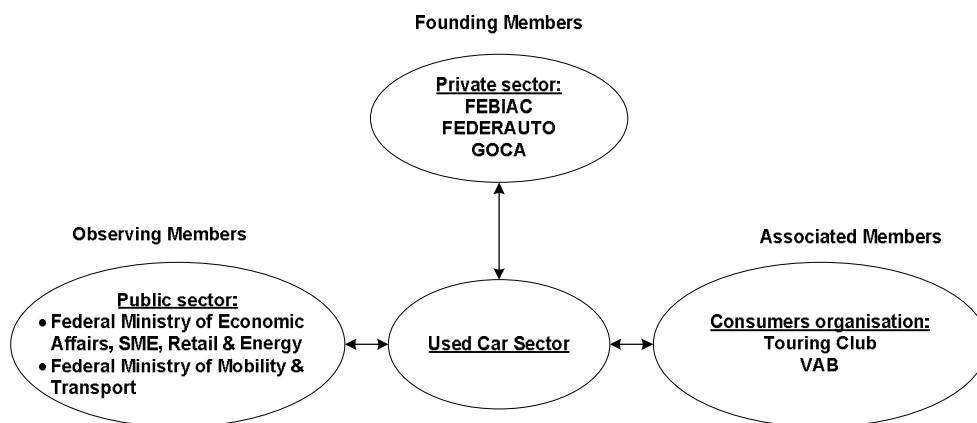 Founding Members
Private sector:
FEBIAC
FEDERAUTO
GOCA
Observing Members
Public sector:
• Federal Ministry of Economic
Affairs, SME, Retail & Energy
• Federal Ministry of Mobility &
Transport
Used Car Sector
Associated Members
Consumers organisation:
Touring Club
VAB